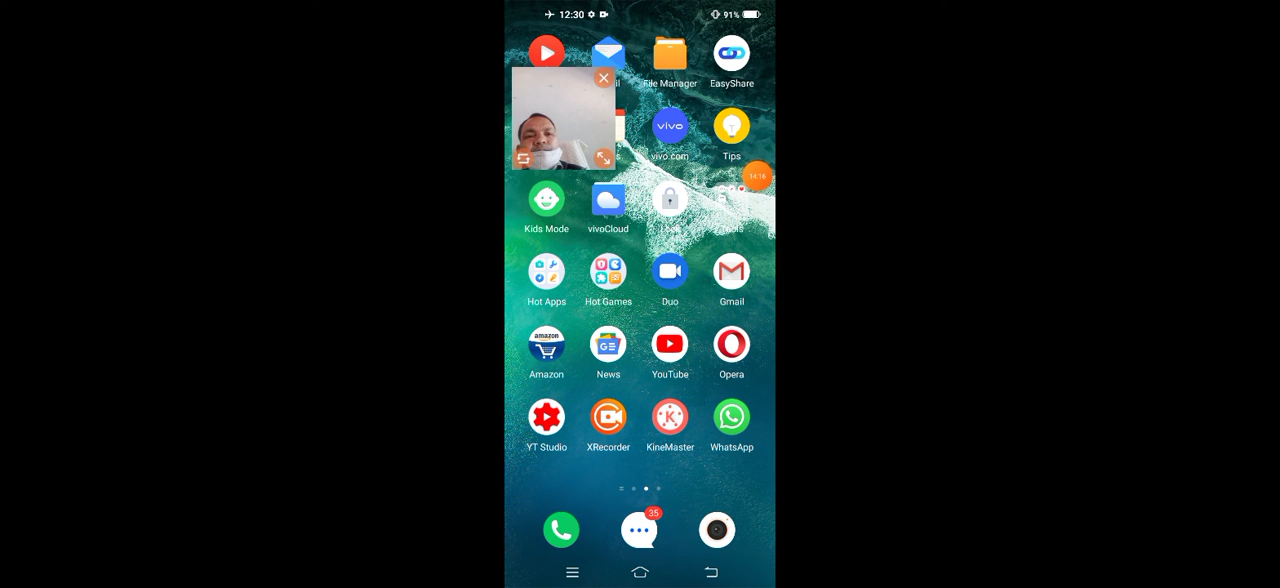 12:30 91%
File Manager EasyShare
vivo
vivo.com Tips
14:16
Kids Mode vivoCloud
Hot Apps Hot Games Duo Gmail
amazon
GE
Amazon News YouTube Opera
K
YT Studio XRecorder KineMaster WhatsApp
35